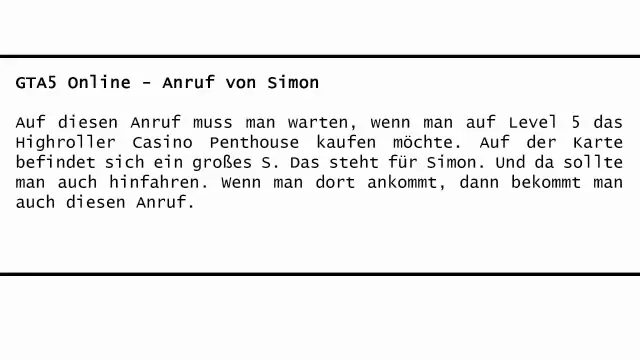 GTA5 Online - Anruf von Simon
Auf diesen Anruf muss man warten, wenn man auf Level 5 das
Highroller Casino Penthouse kaufen möchte. Auf der Karte
befindet sich ein großes S. Das steht für Simon. Und da sollte
man auch hinfahren. Wenn man dort ankommt, dann bekommt man
auch diesen Anruf.